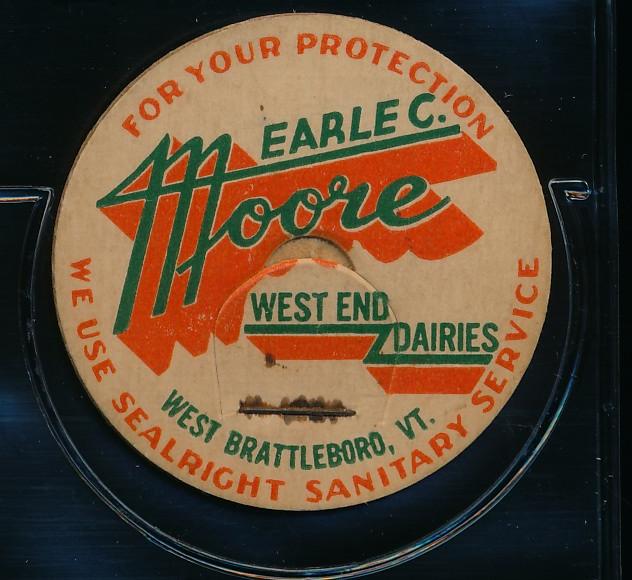 FOR YOUR PROTECTION
EARLE C.
Moore
WEST END
DAIRIES
WEST BRATTLEBORO, VT.
WE USE SEALRIGHT SANITARY SERVICE